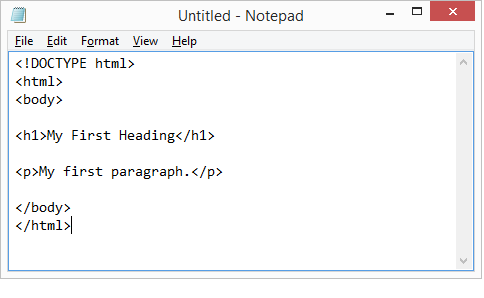 Untitled - Notepad
File Edit Format View Help
<!DOCTYPE html>
<html>
<body>

<h1>My First Heading</h1>

<p>My first paragraph.</p>

</body>
</html>